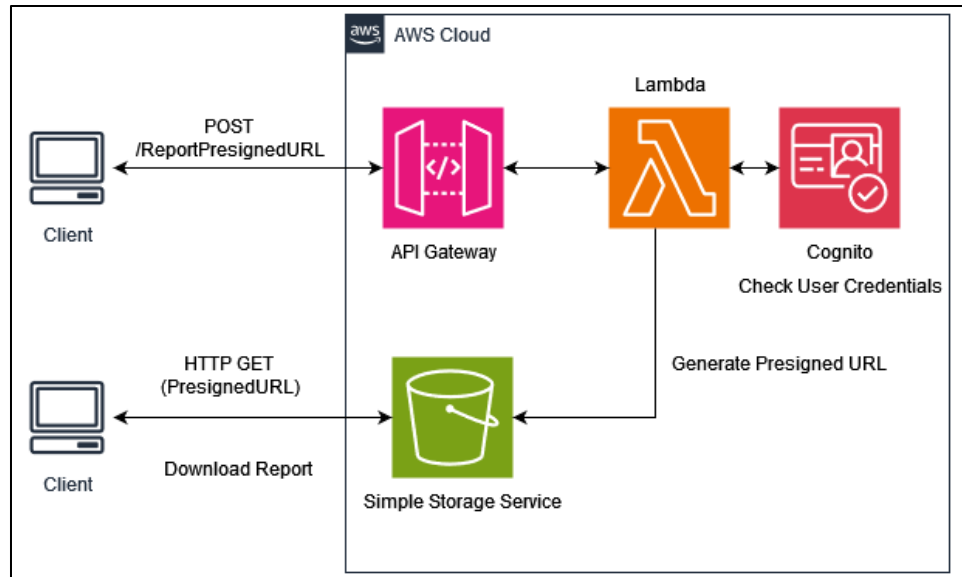 aws
AWS Cloud
Lambda
POST
/ReportPresignedURL
</>
Client
API Gateway
Cognito
Check User Credentials
HTTP GET
(PresignedURL)
Generate Presigned URL
Download Report
Client
Simple Storage Service